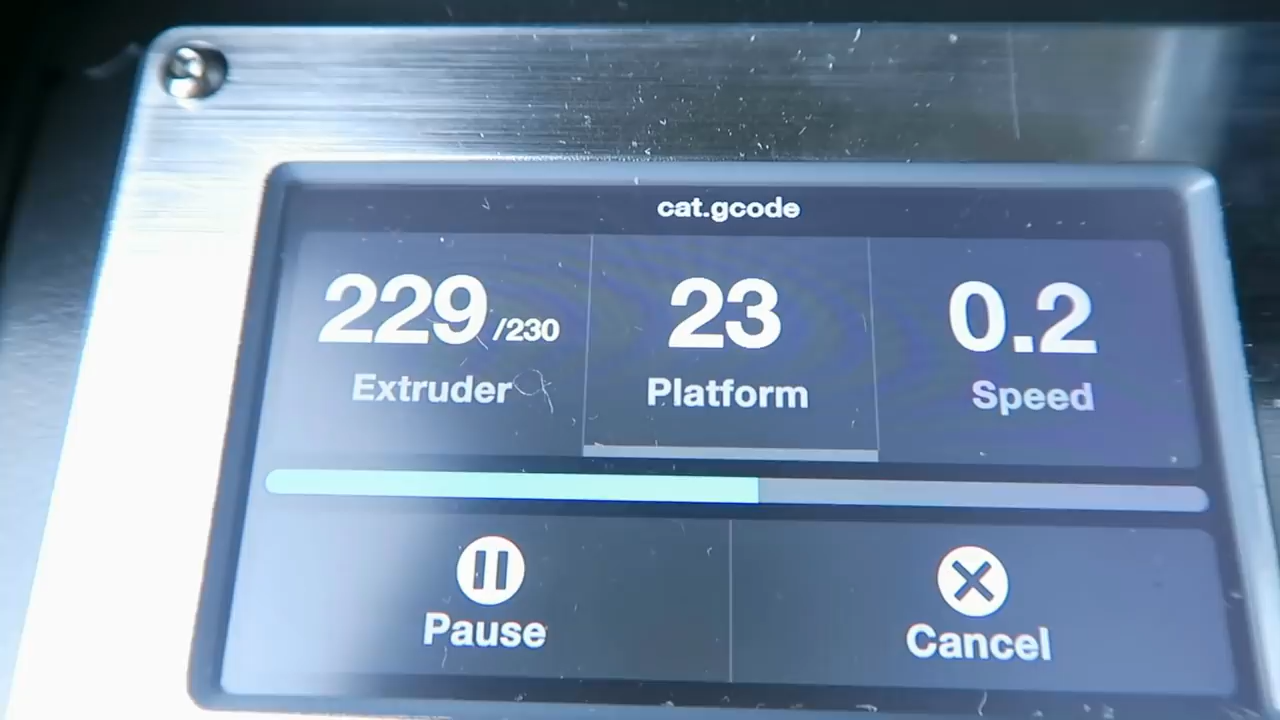 cat.gcode
229 /230
Extruder
23
Platform
0.2
Speed
Pause
Cancel